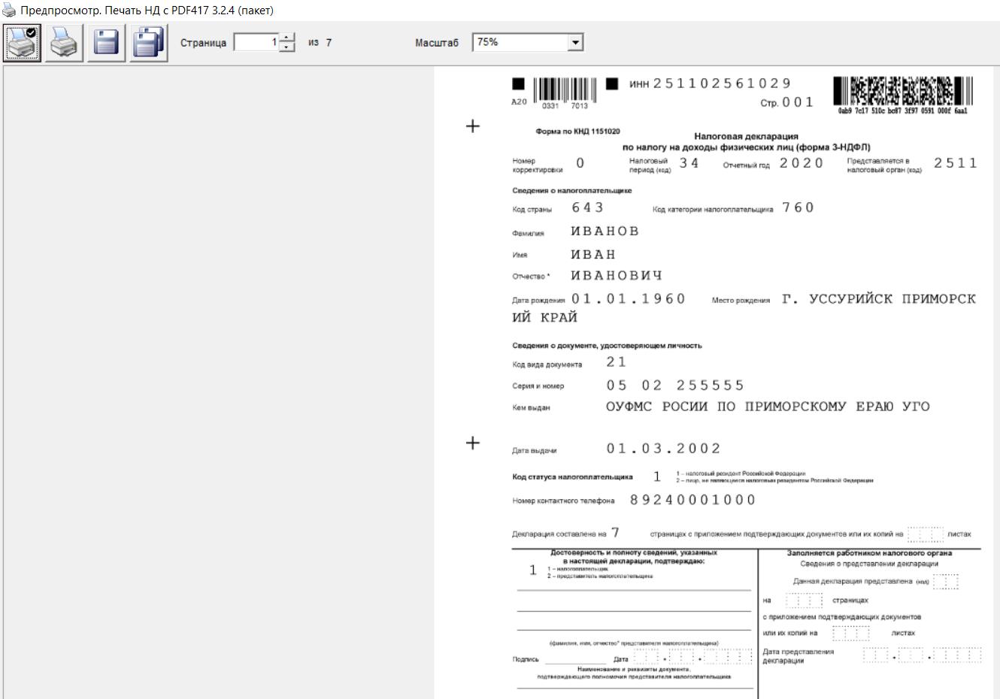 Предпросмотр. Печать НД с PDF417 3.2.4 (пакет)
Страница 1 из 7 Масштаб 75%
ИНН 251102561029
А20 0331 7013 Стр. 001
0ab9 7c17 510c bc87 3f97 0591 000f 6aa1
Форма по КНД 1151020
Налоговая декларация
по налогу на доходы физических лиц (форма 3-НДФЛ)
Номер корректировки 0 Налоговый период (код) 34 Отчетный год 2020 Представляется в налоговый орган (код) 2511
Сведения о налогоплательщике
Код страны 643 Код категории налогоплательщика 760
Фамилия ИВАНОВ
Имя ИВАН
Отчество * ИВАНОВИЧ
Дата рождения 01.01.1960 Место рождения Г. УССУРИЙСК ПРИМОРСК
ИЙ КРАЙ
Сведения о документе, удостоверяющем личность
Код вида документа 21
Серия и номер 05 02 255555
Кем выдан ОУФМС РОСИИ ПО ПРИМОРСКОМУ ЕРАЮ УГО
Дата выдачи 01.03.2002
Код статуса налогоплательщика 1 1 – налоговый резидент Российской Федерации
2 – лицо, не являющееся налоговым резидентом Российской Федерации
Номер контактного телефона 89240001000
Декларация составлена на 7 страницах с приложением подтверждающих документов или их копий на листах
Достоверность и полноту сведений, указанных
в настоящей декларации, подтверждаю:
1 1 – налогоплательщик
2 – представитель налогоплательщика
(фамилия, имя, отчество* представителя налогоплательщика)
Подпись Дата . .
Наименование и реквизиты документа,
подтверждающего полномочия представителя налогоплательщика
Заполняется работником налогового органа
Сведения о представлении декларации
Данная декларация представлена (код)
на страницах
с приложением подтверждающих документов
или их копий на листах
Дата представления
декларации . .